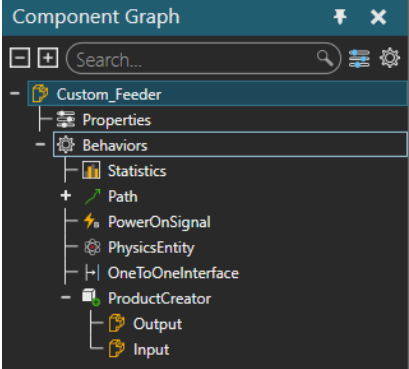 Component Graph
Search...
Custom_Feeder
Properties
Behaviors
Statistics
Path
PowerOnSignal
PhysicsEntity
OneToOneInterface
ProductCreator
Output
Input